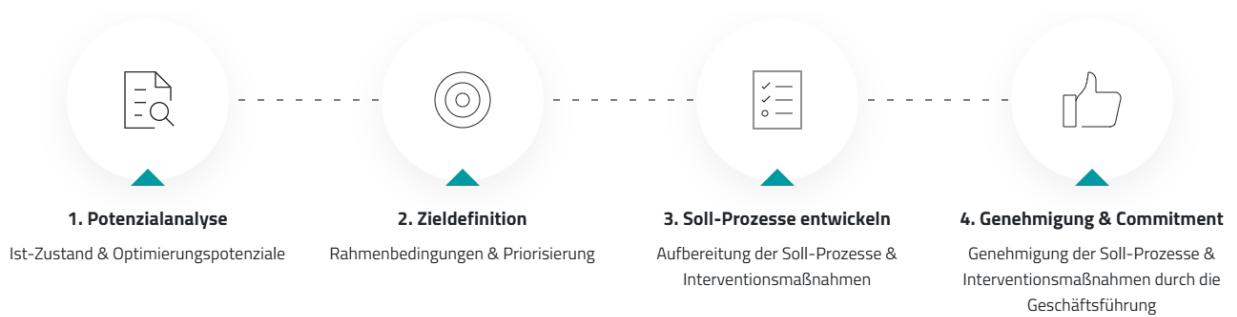 1. Potenzialanalyse
Ist-Zustand & Optimierungspotenziale
2. Zieldefinition
Rahmenbedingungen & Priorisierung
3. Soll-Prozesse entwickeln
Aufbereitung der Soll-Prozesse &
Interventionsmaßnahmen
4. Genehmigung & Commitment
Genehmigung der Soll-Prozesse &
Interventionsmaßnahmen durch die
Geschäftsführung